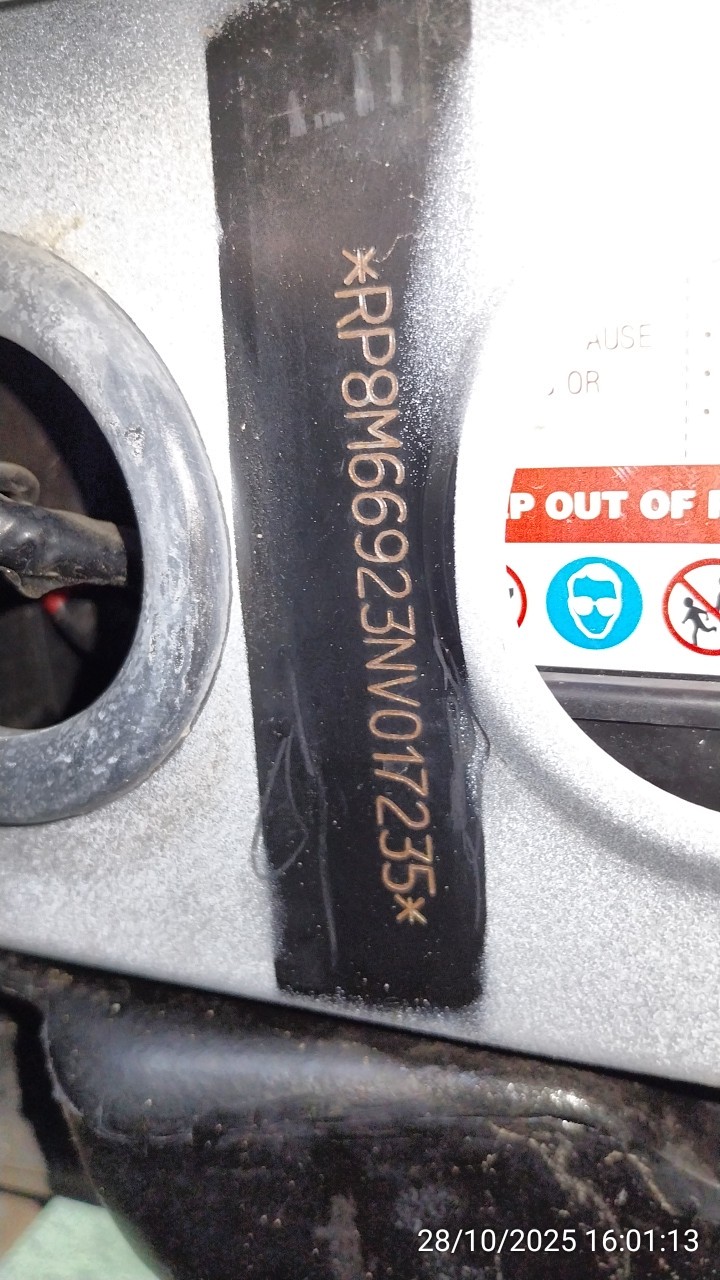 *RP8M66923NV017235*
AUSE
OR
P OUT OF
28/10/2025 16:01:13